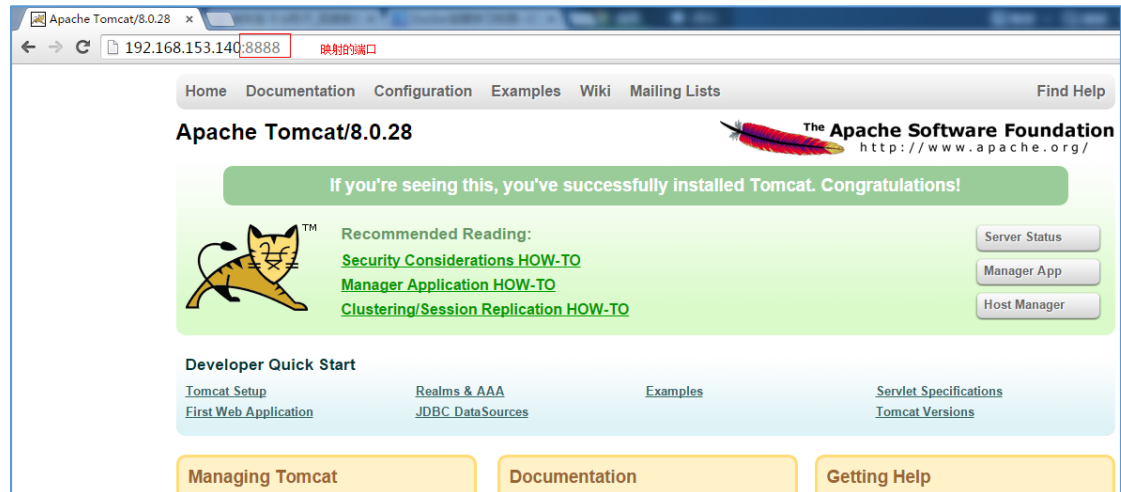 Apache Tomcat/8.0.28
192.168.153.140:8888 映射的端口
Home Documentation Configuration Examples Wiki Mailing Lists Find Help
Apache Tomcat/8.0.28
The Apache Software Foundation
http://www.apache.org/
If you're seeing this, you've successfully installed Tomcat. Congratulations!
TM
Recommended Reading:
Security Considerations HOW-TO
Manager Application HOW-TO
Clustering/Session Replication HOW-TO
Server Status
Manager App
Host Manager
Developer Quick Start
Tomcat Setup Realms & AAA Examples Servlet Specifications
First Web Application JDBC DataSources Tomcat Versions
Managing Tomcat Documentation Getting Help